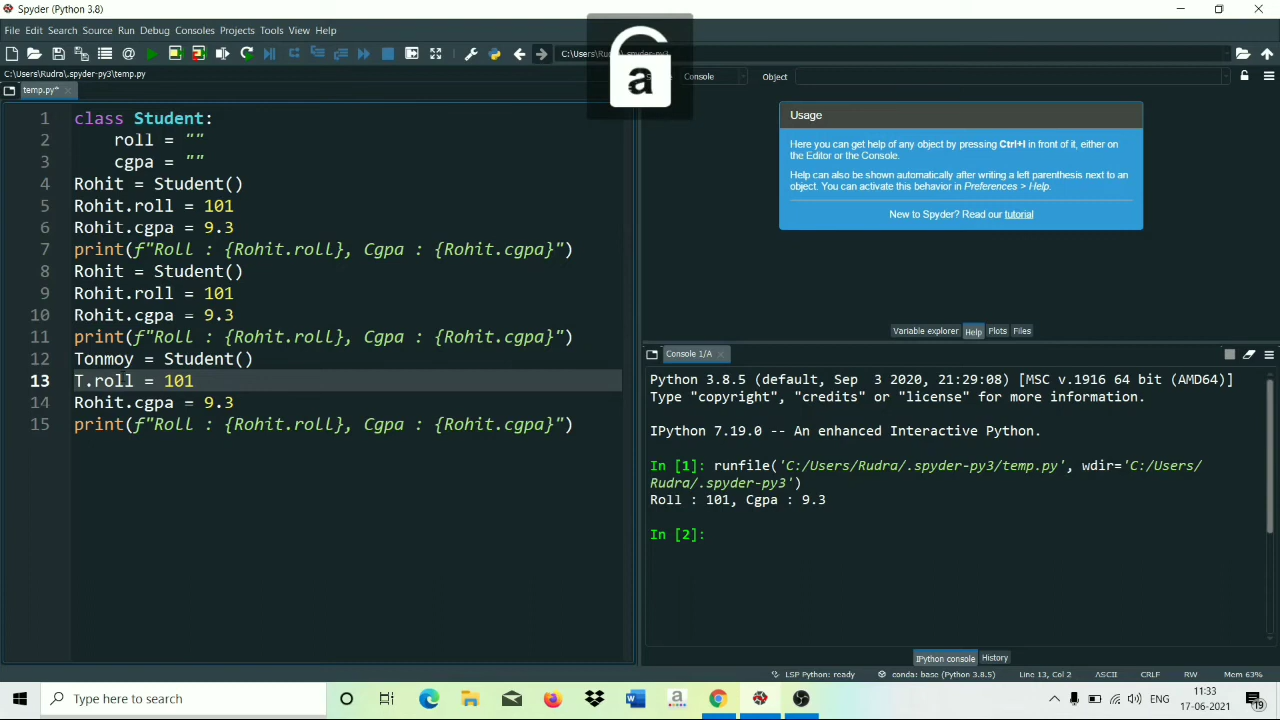 Spyder (Python 3.8)
File Edit Search Source Run Debug Consoles Projects Tools View Help
C:\Users\Rudra\.spyder-py3
C:\Users\Rudra\.spyder-py3\temp.py
Console
Object
temp.py*
a
1 class Student:
2 roll = ""
3 cgpa = ""
4 Rohit = Student()
5 Rohit.roll = 101
6 Rohit.cgpa = 9.3
7 print(f"Roll : {Rohit.roll}, Cgpa : {Rohit.cgpa}")
8 Rohit = Student()
9 Rohit.roll = 101
10 Rohit.cgpa = 9.3
11 print(f"Roll : {Rohit.roll}, Cgpa : {Rohit.cgpa}")
12 Tonmoy = Student()
13 T.roll = 101
14 Rohit.cgpa = 9.3
15 print(f"Roll : {Rohit.roll}, Cgpa : {Rohit.cgpa}")
Usage
Here you can get help of any object by pressing Ctrl+I in front of it, either on
the Editor or the Console.
Help can also be shown automatically after writing a left parenthesis next to an
object. You can activate this behavior in Preferences > Help.
New to Spyder? Read our tutorial
Variable explorer Help Plots Files
Console 1/A
Python 3.8.5 (default, Sep  3 2020, 21:29:08) [MSC v.1916 64 bit (AMD64)]
Type "copyright", "credits" or "license" for more information.
IPython 7.19.0 -- An enhanced Interactive Python.
In [1]: runfile('C:/Users/Rudra/.spyder-py3/temp.py', wdir='C:/Users/
Rudra/.spyder-py3')
Roll : 101, Cgpa : 9.3
In [2]:
IPython console History
LSP Python: ready conda: base (Python 3.8.5) Line 13, Col 2 ASCII CRLF RW Mem 63%
Type here to search
a
ENG
11:33
17-06-2021
19